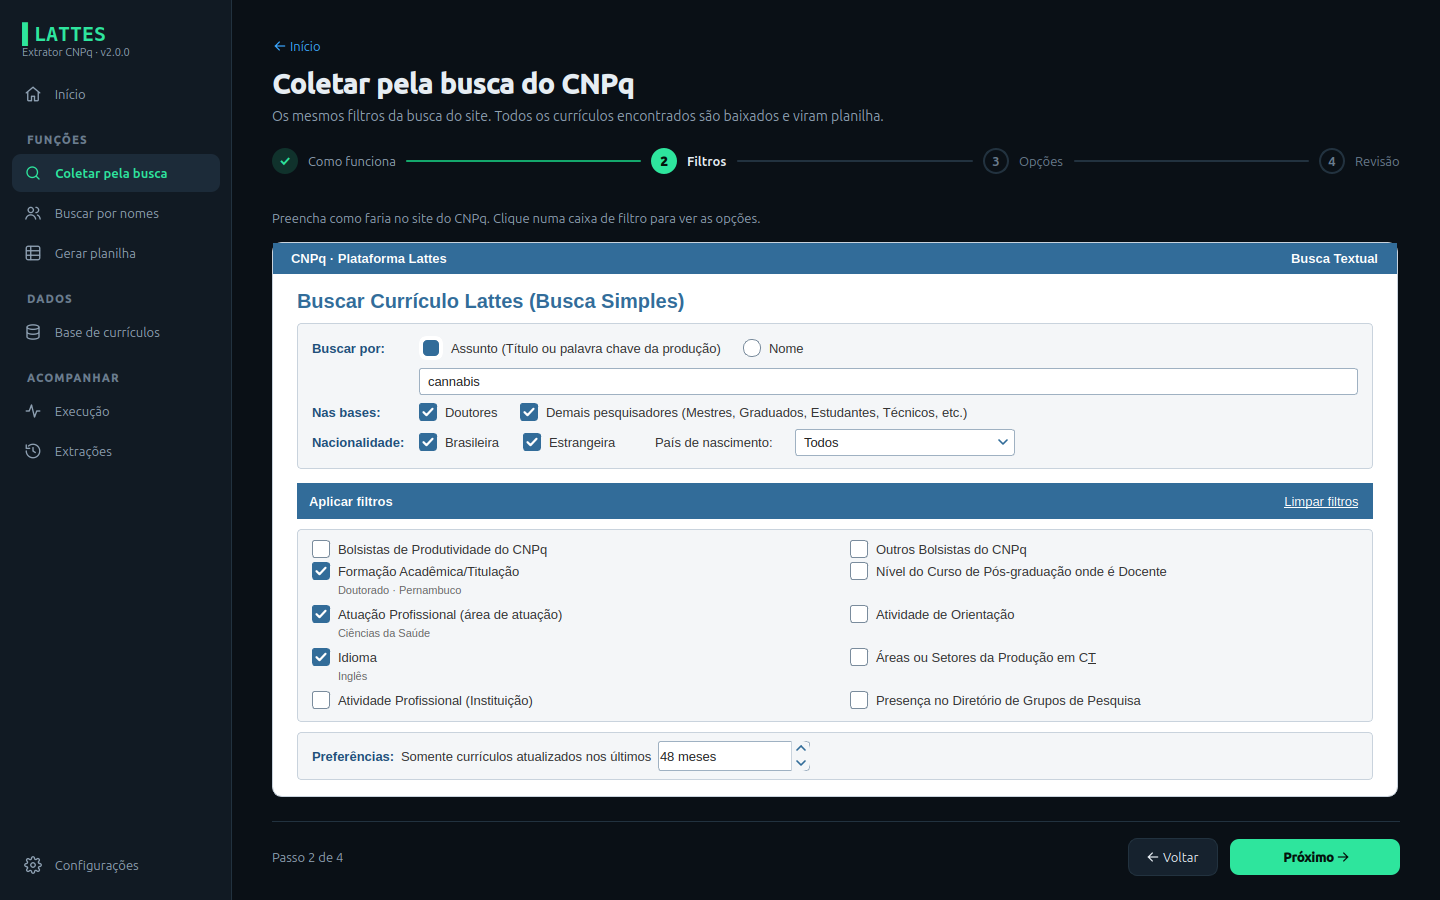 LATTES
Extrator CNPq · v2.0.0
Início
FUNÇÕES
Coletar pela busca
Buscar por nomes
Gerar planilha
DADOS
Base de currículos
ACOMPANHAR
Execução
Extrações
Configurações
← Início
Coletar pela busca do CNPq
Os mesmos filtros da busca do site. Todos os currículos encontrados são baixados e viram planilha.
Como funciona
2 Filtros
3 Opções
4 Revisão
Preencha como faria no site do CNPq. Clique numa caixa de filtro para ver as opções.
CNPq · Plataforma Lattes Busca Textual
Buscar Currículo Lattes (Busca Simples)
Buscar por: Assunto (Título ou palavra chave da produção) Nome
cannabis
Nas bases: Doutores Demais pesquisadores (Mestres, Graduados, Estudantes, Técnicos, etc.)
Nacionalidade: Brasileira Estrangeira País de nascimento: Todos
Aplicar filtros Limpar filtros
Bolsistas de Produtividade do CNPq Outros Bolsistas do CNPq
Formação Acadêmica/Titulação Nível do Curso de Pós-graduação onde é Docente
Doutorado · Pernambuco
Atuação Profissional (área de atuação) Atividade de Orientação
Ciências da Saúde
Idioma Áreas ou Setores da Produção em CT
Inglês
Atividade Profissional (Instituição) Presença no Diretório de Grupos de Pesquisa
Preferências: Somente currículos atualizados nos últimos 48 meses
Passo 2 de 4 ← Voltar Próximo →